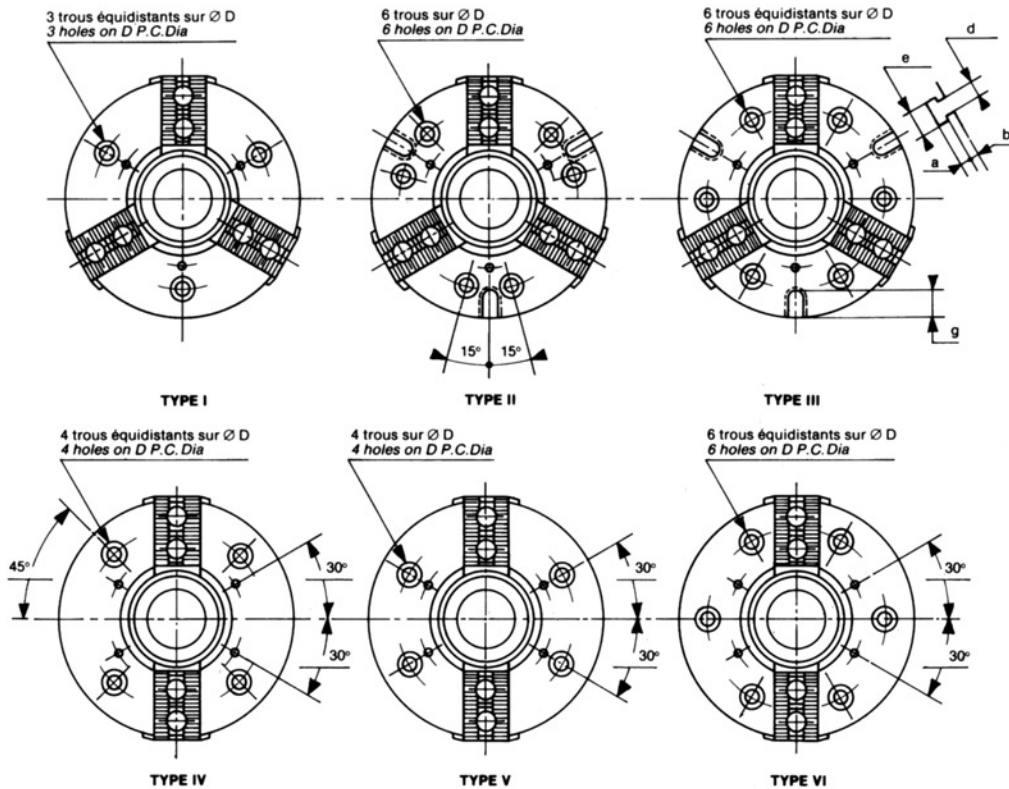 3 trous équidistants sur Ø D
3 holes on D P.C.Dia
6 trous sur Ø D
6 holes on D P.C.Dia
6 trous équidistants sur Ø D
6 holes on D P.C.Dia
d
e
b
a
g
15° 15°
TYPE I
TYPE II
TYPE III
4 trous équidistants sur Ø D
4 holes on D P.C.Dia
4 trous sur Ø D
4 holes on D P.C.Dia
6 trous équidistants sur Ø D
6 holes on D P.C.Dia
45°
30°
30°
30°
30°
30°
30°
TYPE IV
TYPE V
TYPE VI